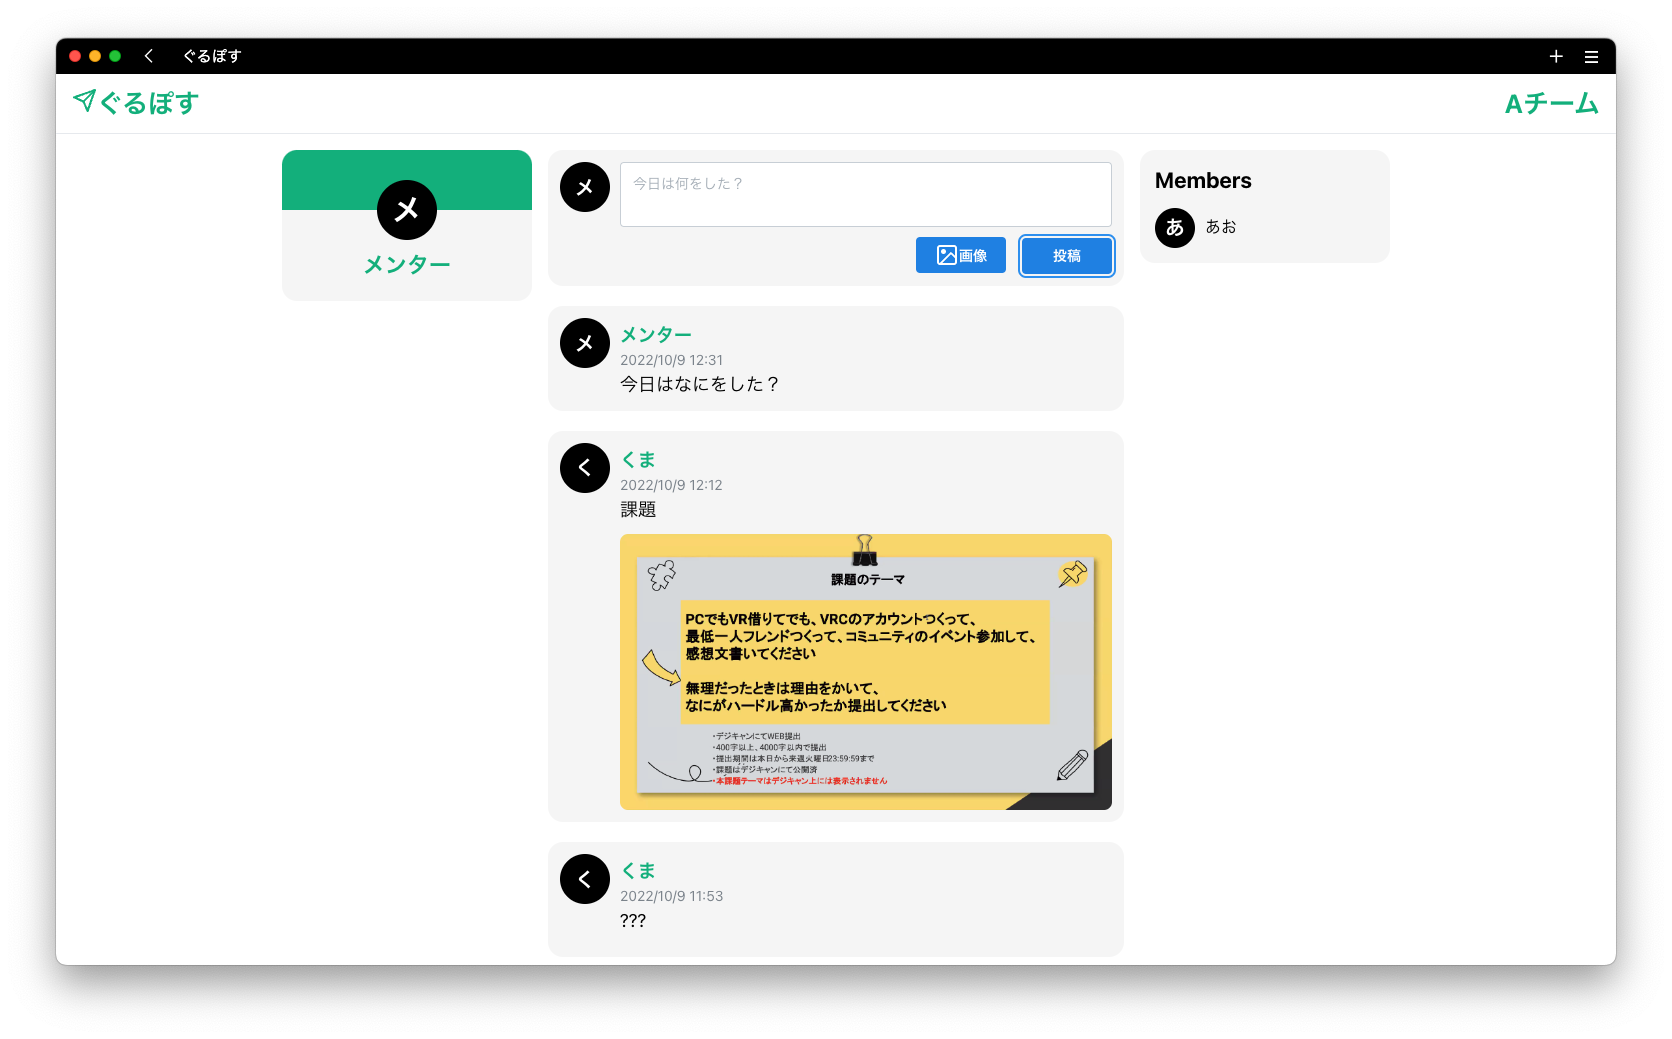 ぐるぽす
ぐるぽす
Aチーム
メ
メンター
メ
今日は何をした？
画像
投稿
Members
あ
あお
メ
メンター
2022/10/9 12:31
今日はなにをした？
く
くま
2022/10/9 12:12
課題
課題のテーマ
PCでもVR借りてでも、VRCのアカウントつくって、
最低一人フレンドつくって、コミュニティのイベント参加して、
感想文書いてください
無理だったときは理由をかいて、
なにがハードル高かったか提出してください
・デジキャンにてWEB提出
・400字以上、4000字以内で提出
・提出期間は本日から来週火曜日23:59:59まで
・課題はデジキャンにて公開済
・本課題テーマはデジキャン上には表示されません
く
くま
2022/10/9 11:53
???